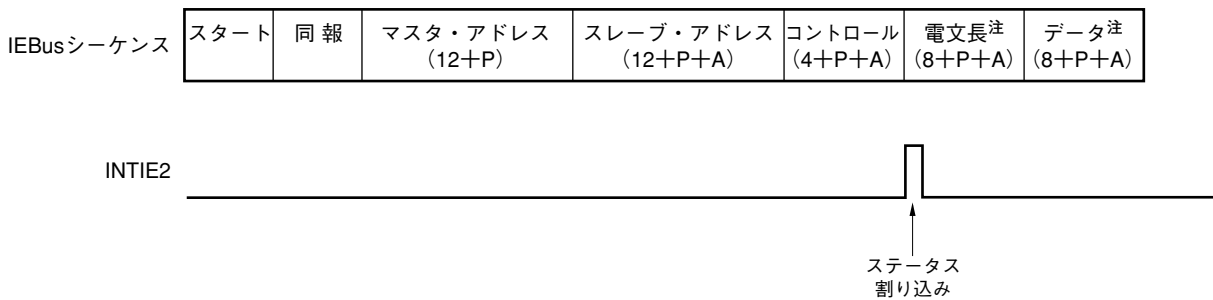 IEBusシーケンス
スタート
同 報
マスタ・アドレス
(12+P)
スレーブ・アドレス
(12+P+A)
コントロール
(4+P+A)
電文長注
(8+P+A)
データ注
(8+P+A)
INTIE2
ステータス
割り込み